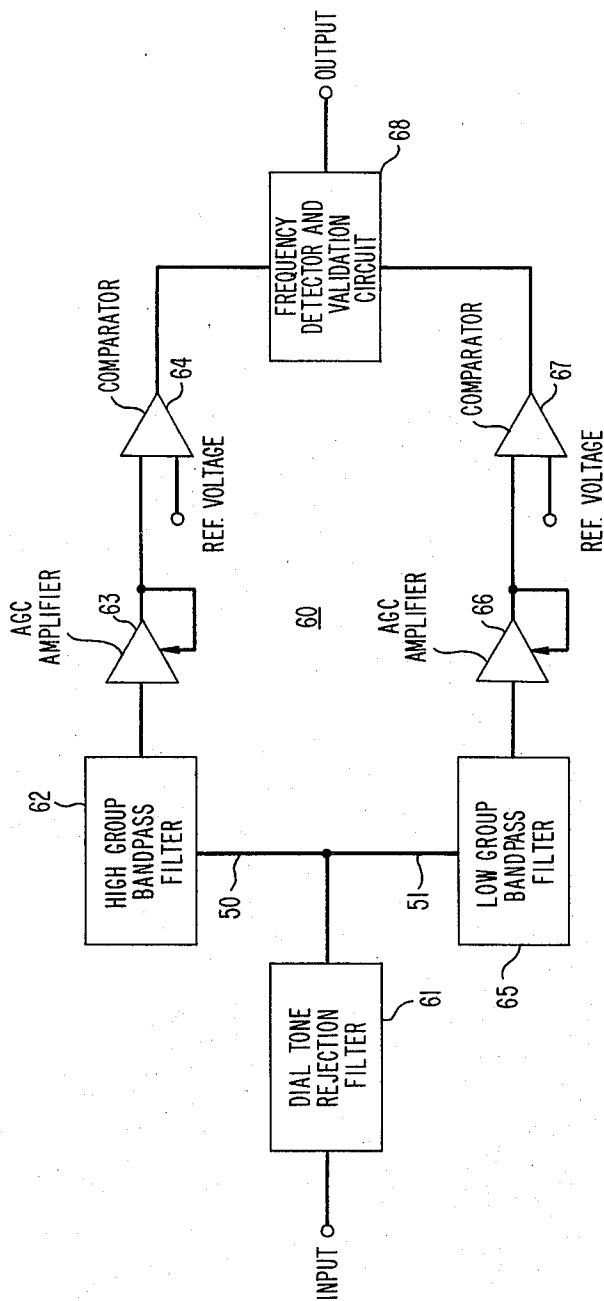 INPUT
DIAL TONE
REJECTION
FILTER
61
50
51
62
HIGH GROUP
BANDPASS
FILTER
AGC
AMPLIFIER
63
COMPARATOR
64
REF. VOLTAGE
60
65
LOW GROUP
BANDPASS
FILTER
AGC
AMPLIFIER
66
COMPARATOR
67
REF. VOLTAGE
FREQUENCY
DETECTOR AND
VALIDATION
CIRCUIT
68
OUTPUT